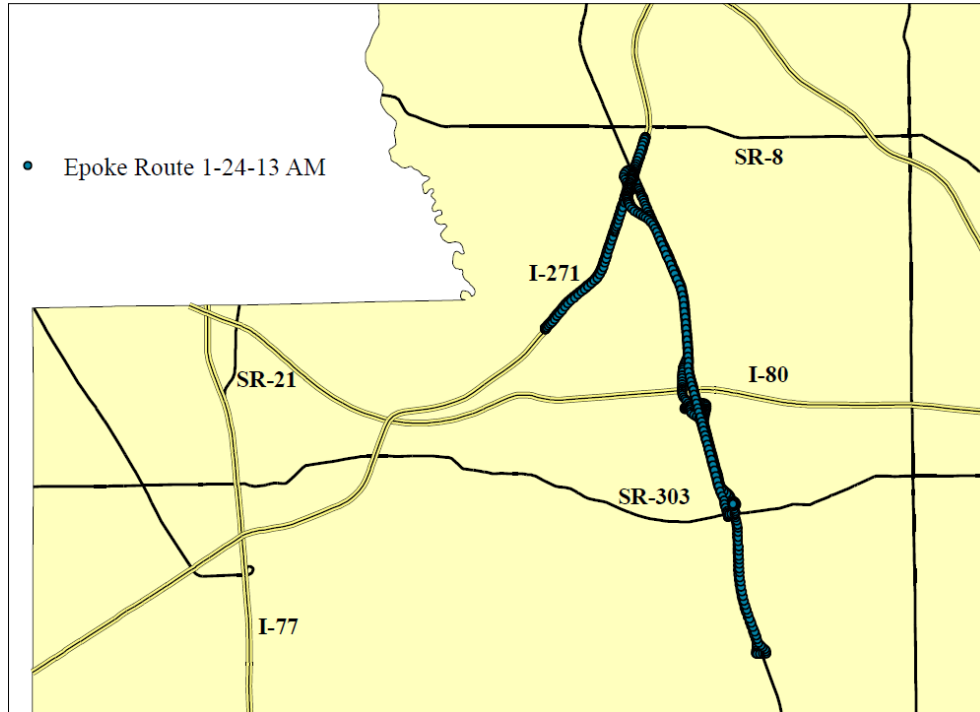 SR-8
Epoke Route 1-24-13 AM
I-271
SR-21
I-80
SR-303
I-77